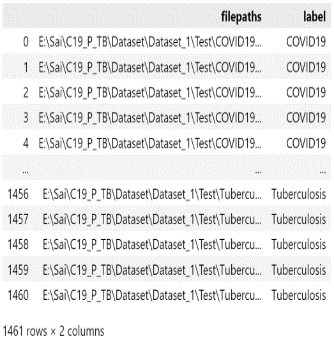 filepaths label
0 E:\Sai\C19_P_TB\Dataset\Dataset_1\Test\COVID19... COVID19
1 E:\Sai\C19_P_TB\Dataset\Dataset_1\Test\COVID19... COVID19
2 E:\Sai\C19_P_TB\Dataset\Dataset_1\Test\COVID19... COVID19
3 E:\Sai\C19_P_TB\Dataset\Dataset_1\Test\COVID19... COVID19
4 E:\Sai\C19_P_TB\Dataset\Dataset_1\Test\COVID19... COVID19
... ... ...
1456 E:\Sai\C19_P_TB\Dataset\Dataset_1\Test\Tubercu... Tuberculosis
1457 E:\Sai\C19_P_TB\Dataset\Dataset_1\Test\Tubercu... Tuberculosis
1458 E:\Sai\C19_P_TB\Dataset\Dataset_1\Test\Tubercu... Tuberculosis
1459 E:\Sai\C19_P_TB\Dataset\Dataset_1\Test\Tubercu... Tuberculosis
1460 E:\Sai\C19_P_TB\Dataset\Dataset_1\Test\Tubercu... Tuberculosis
1461 rows × 2 columns